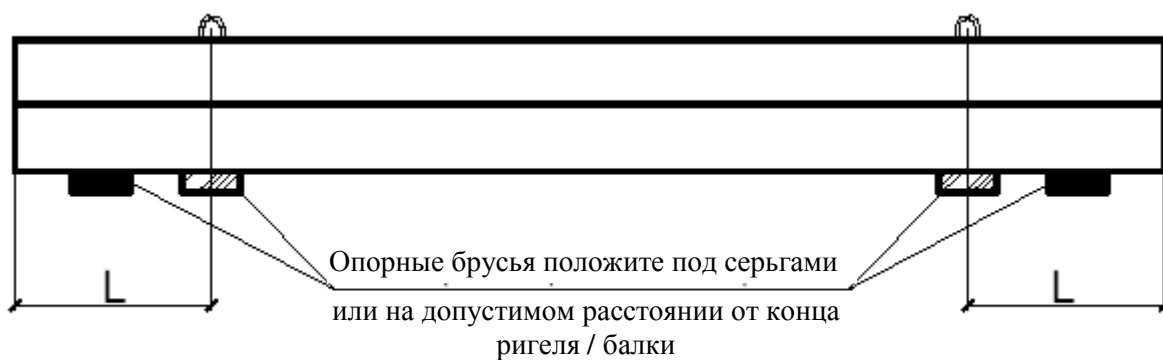 Опорные брусья положите под серьгами
L L
или на допустимом расстоянии от конца
ригеля / балки